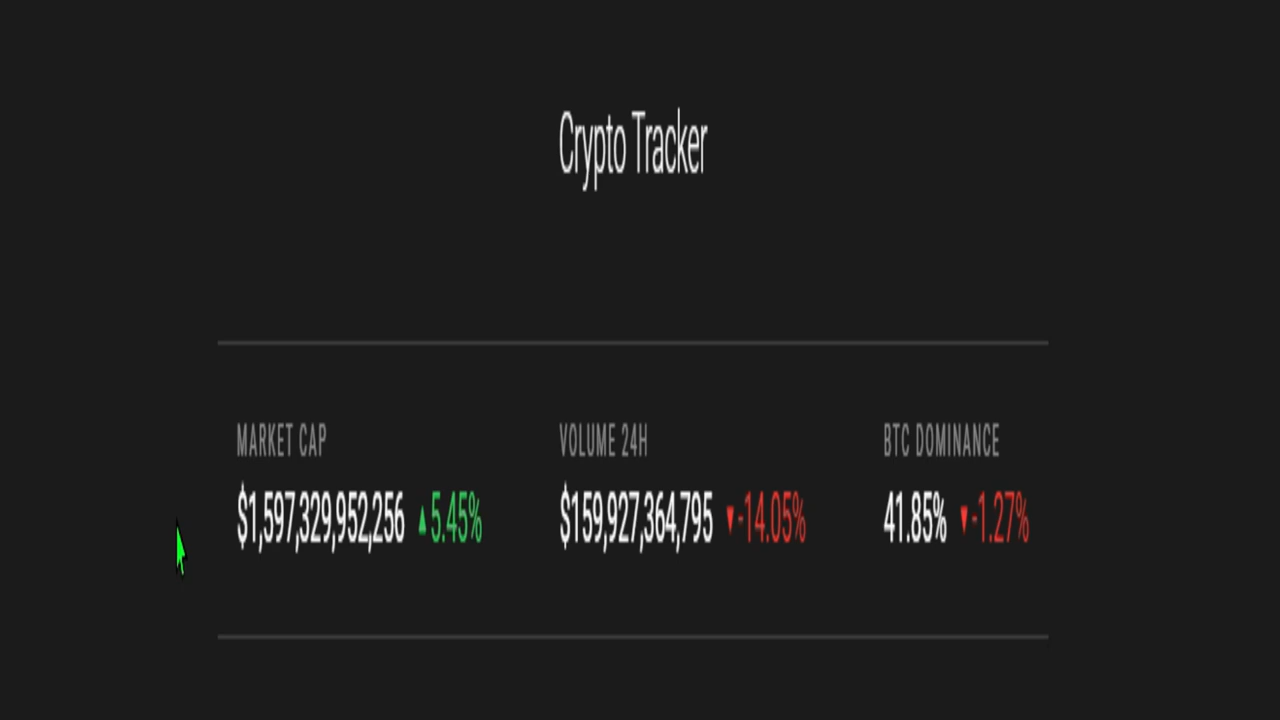 Crypto Tracker
MARKET CAP VOLUME 24H BTC DOMINANCE
$1,597,329,952,256 ▲5.45% $159,927,364,795 ▼-14.05% 41.85% ▼-1.27%